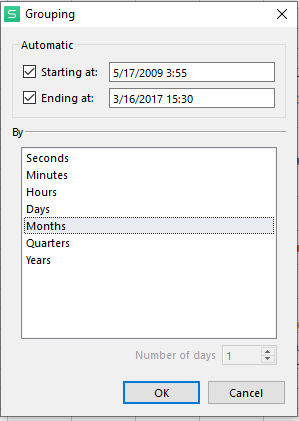 Grouping
Automatic
Starting at: 5/17/2009 3:55
Ending at: 3/16/2017 15:30
By
Seconds
Minutes
Hours
Days
Months
Quarters
Years
Number of days 1
OK Cancel